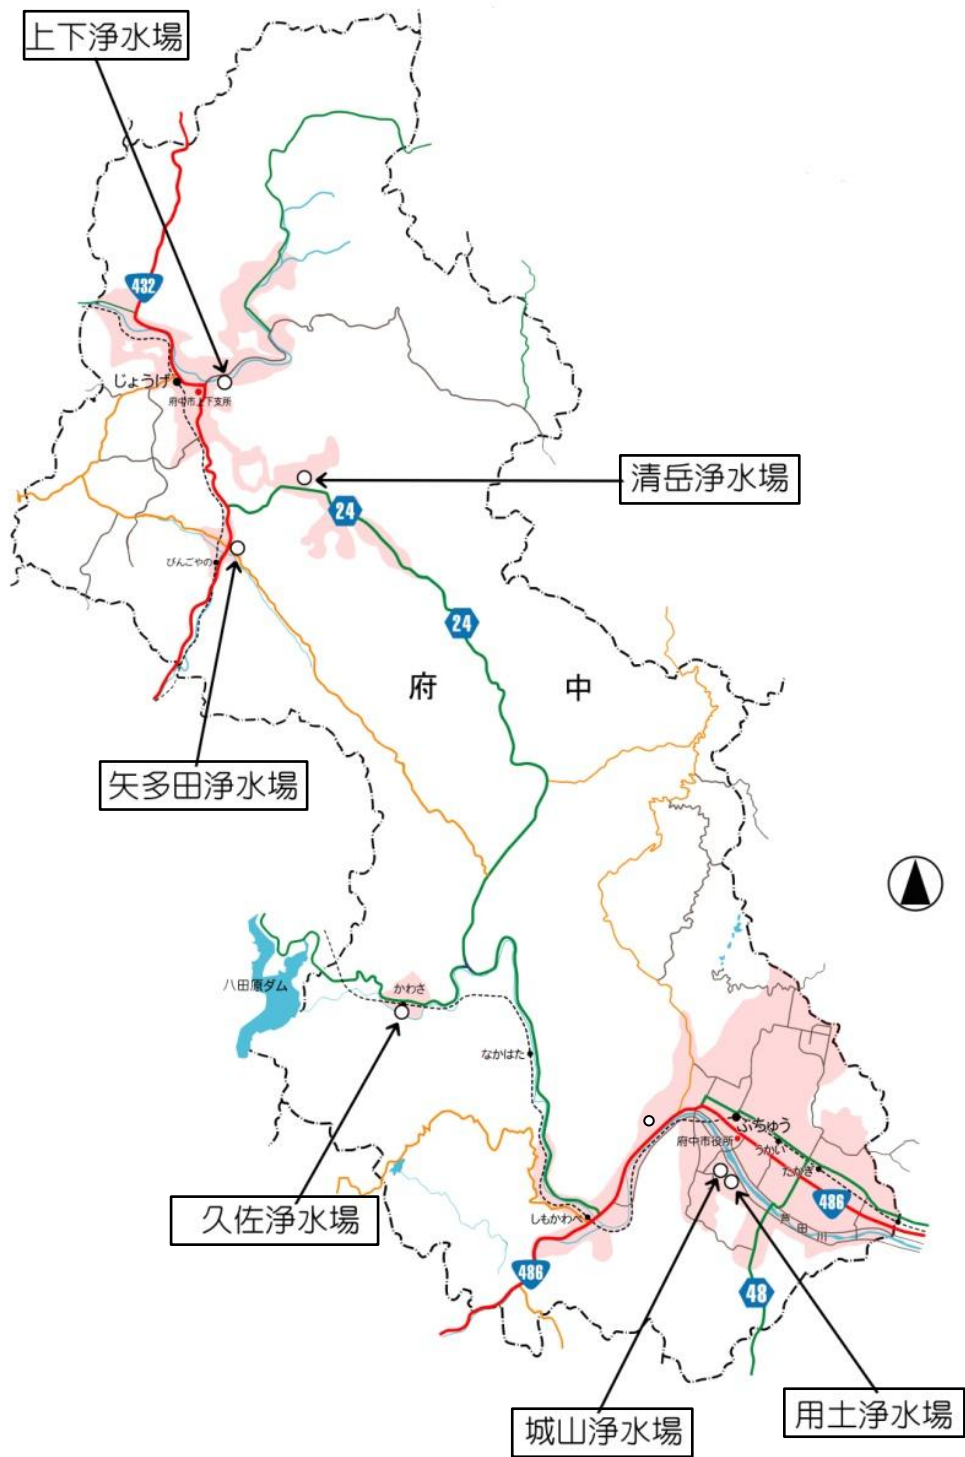 上下浄水場
432
じょうげ
府中市上下支所
清岳浄水場
24
びんごやの
24
府 中
矢多田浄水場
八田原ダム
かわさ
なかはた
ふちゅう
府中市役所
うかい
たかぎ
486
芦田川
久佐浄水場
しもかわべ
486
48
用土浄水場
城山浄水場